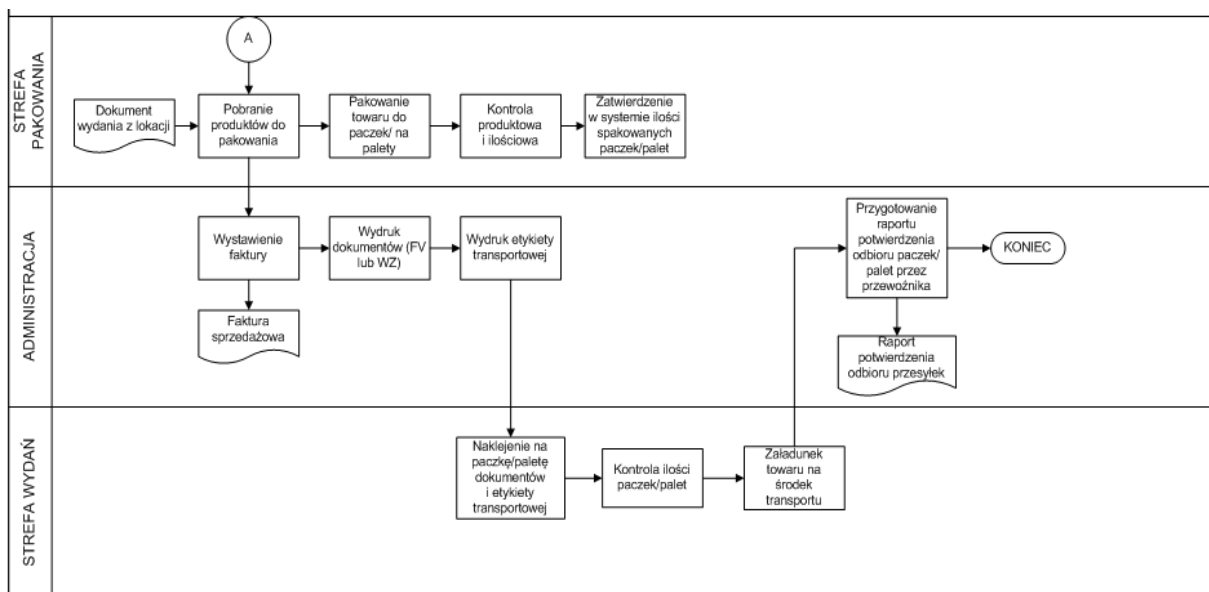 STREFA
PAKOWANIA
A
Dokument
wydania z lokacji
Pobranie
produktów do
pakowania
Pakowanie
towaru do
paczek/ na
palety
Kontrola
produktowa
i ilościowa
Zatwierdzenie
w systemie ilości
spakowanych
paczek/palet
ADMINISTRACJA
Wystawienie
faktury
Wydruk
dokumentów (FV
lub WZ)
Wydruk etykiety
transportowej
Przygotowanie
raportu
potwierdzenia
odbioru paczek/
palet przez
przewoźnika
KONIEC
Faktura
sprzedażowa
Raport
potwierdzenia
odbioru przesyłek
STREFA WYDAŃ
Naklejenie na
paczkę/paletę
dokumentów
i etykiety
transportowej
Kontrola ilości
paczek/palet
Załadunek
towaru na
środek
transportu